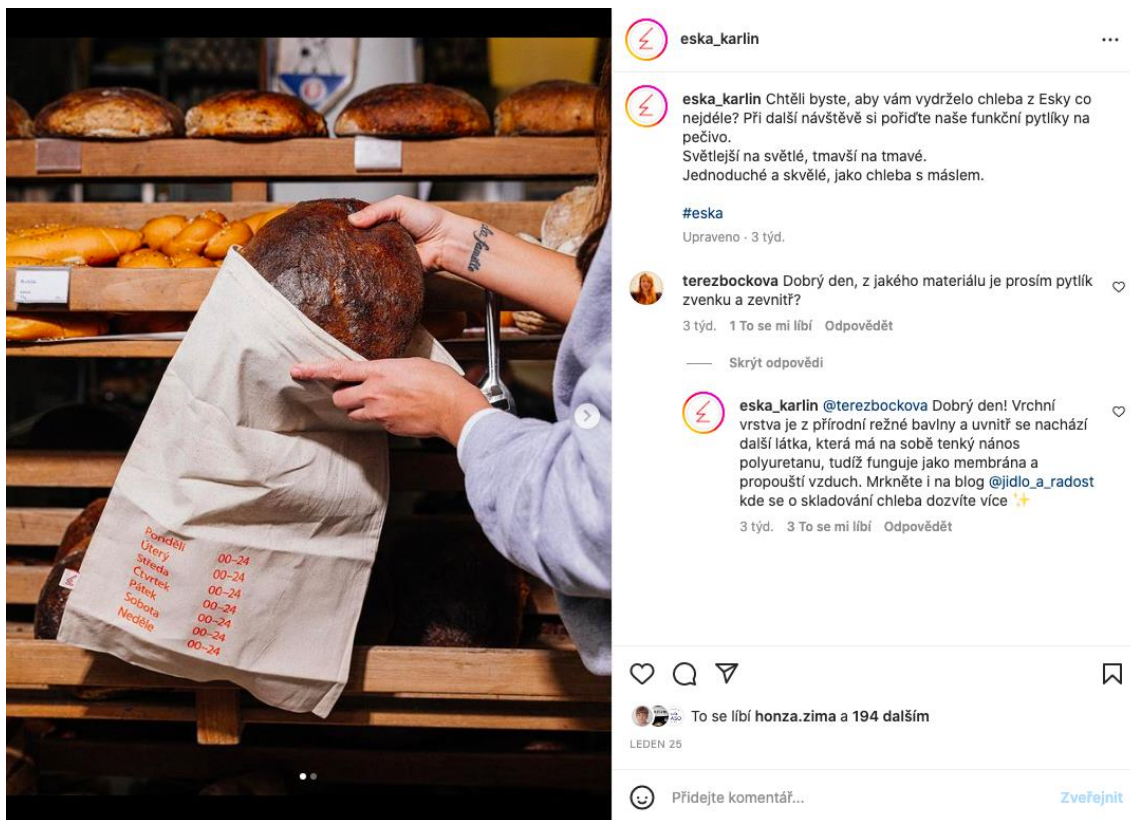 la famille
Pondělí 00–24
Úterý 00–24
Středa 00–24
Čtvrtek 00–24
Pátek 00–24
Sobota 00–24
Neděle 00–24
eska_karlin
eska_karlin Chtěli byste, aby vám vydrželo chleba z Esky co
nejdéle? Při další návštěvě si pořiďte naše funkční pytlíky na
pečivo.
Světlejší na světlé, tmavší na tmavé.
Jednoduché a skvělé, jako chleba s máslem.
#eska
Upraveno · 3 týd.
terezbockova Dobrý den, z jakého materiálu je prosím pytlík
zvenku a zevnitř?
3 týd. 1 To se mi líbí Odpovědět
Skrýt odpovědi
eska_karlin @terezbockova Dobrý den! Vrchní
vrstva je z přírodní režné bavlny a uvnitř se nachází
další látka, která má na sobě tenký nános
polyuretanu, tudíž funguje jako membrána a
propouští vzduch. Mrkněte i na blog @jidlo_a_radost
kde se o skladování chleba dozvíte více ✨
3 týd. 3 To se mi líbí Odpovědět
To se líbí honza.zima a 194 dalším
LEDEN 25
Přidejte komentář...
Zveřejnit